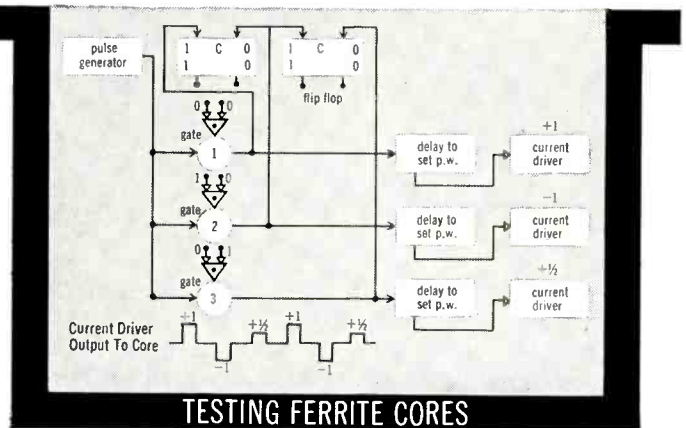 pulse
generator
1 C 0
1 0
1 C 0
1 0
flip flop
0 0
gate
1
1 0
gate
2
0 1
gate
3
delay to
set p.w.
+1
current
driver
delay to
set p.w.
−1
current
driver
delay to
set p.w.
+½
current
driver
Current Driver
Output To Core
+1 −1 +½ +1 −1 +½
TESTING FERRITE CORES